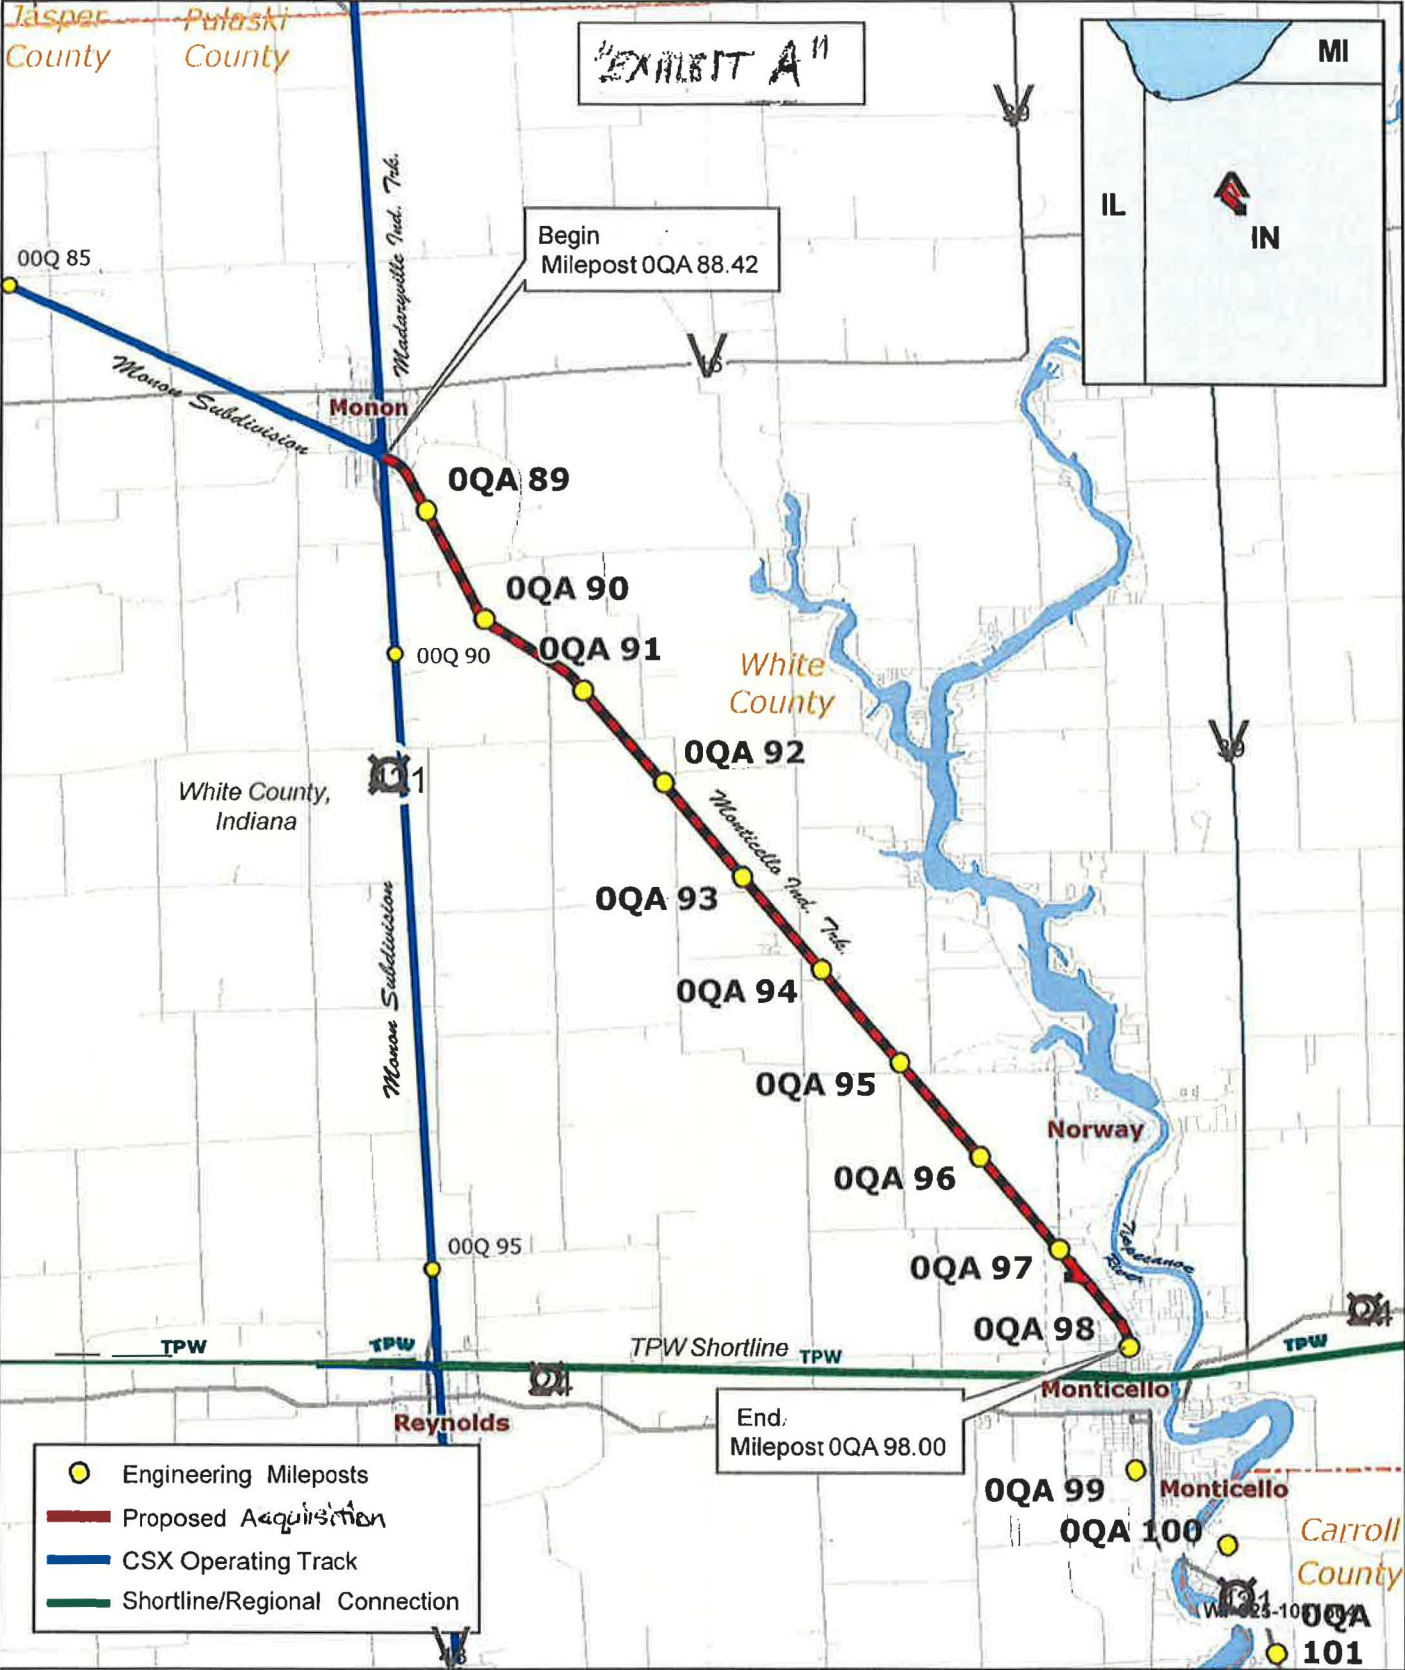 Jasper
County
Pulaski
County
"EXHIBIT A"
MI
IL
IN
39
Madaryville Ind. Trk.
Begin
Milepost 0QA 88.42
00Q 85
Monon Subdivision
Monon
0QA 89
0QA 90
00Q 90
0QA 91
White
County
0QA 92
39
White County,
Indiana
Monticello Ind. Trk.
0QA 93
Monon Subdivision
0QA 94
0QA 95
Norway
0QA 96
Tippecanoe
River
00Q 95
0QA 97
0QA 98
24
TPW
TPW
TPW Shortline
TPW
TPW
24
Monticello
Reynolds
End
Milepost 0QA 98.00
0QA 99
Monticello
0QA 100
Carroll
County
0QA
101
Engineering Mileposts
Proposed Acquisition
CSX Operating Track
Shortline/Regional Connection